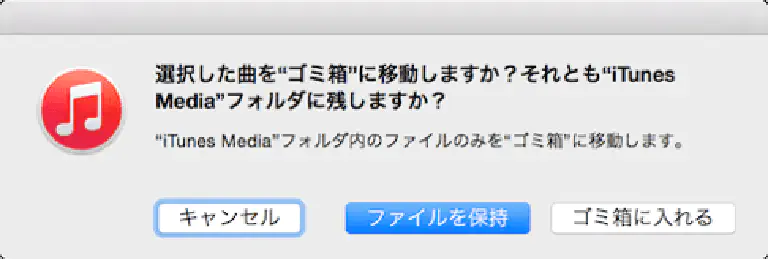 選択した曲を“ゴミ箱”に移動しますか？それとも“iTunes
Media”フォルダに残しますか？
“iTunes Media”フォルダ内のファイルのみを“ゴミ箱”に移動します。
キャンセル ファイルを保持 ゴミ箱に入れる